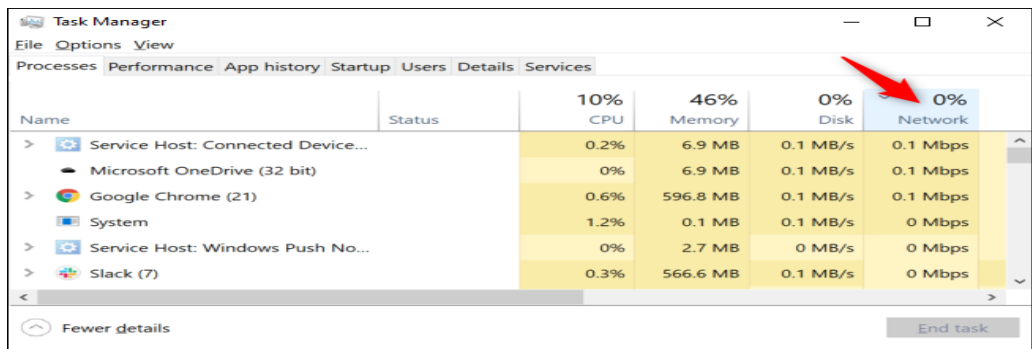 Task Manager
File Options View
Processes Performance App history Startup Users Details Services
10% 46% 0% 0%
Name Status CPU Memory Disk Network
Service Host: Connected Device... 0.2% 6.9 MB 0.1 MB/s 0.1 Mbps
Microsoft OneDrive (32 bit) 0% 6.9 MB 0.1 MB/s 0.1 Mbps
Google Chrome (21) 0.6% 596.8 MB 0.1 MB/s 0.1 Mbps
System 1.2% 0.1 MB 0.1 MB/s 0 Mbps
Service Host: Windows Push No... 0% 2.7 MB 0 MB/s 0 Mbps
Slack (7) 0.3% 566.6 MB 0.1 MB/s 0 Mbps
Fewer details End task